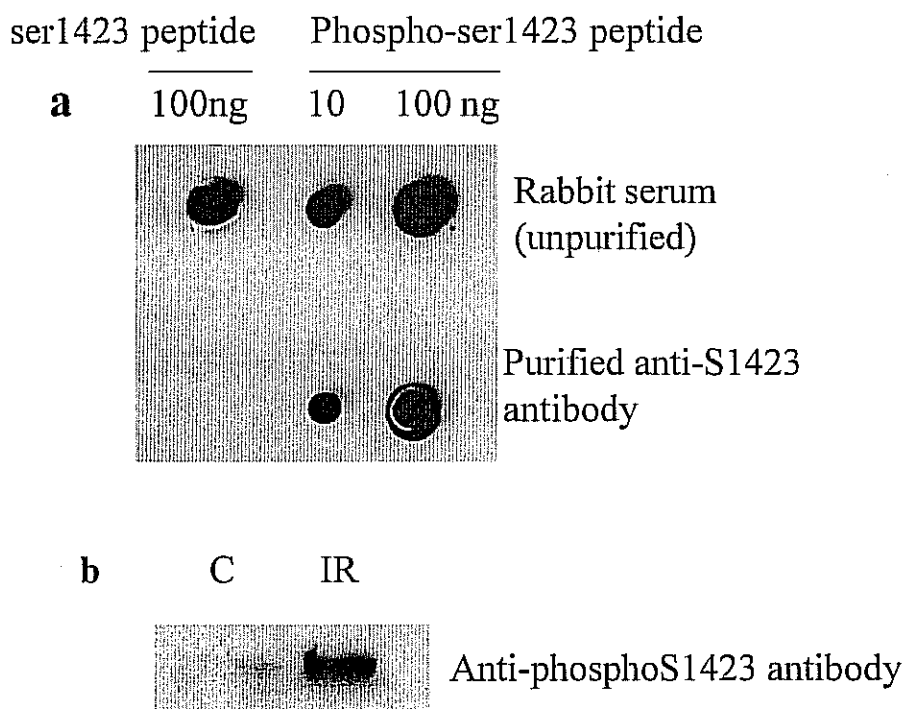 ser1423 peptide Phospho-ser1423 peptide
a 100ng 10 100 ng
Rabbit serum
(unpurified)
Purified anti-S1423
antibody
b C IR
Anti-phosphoS1423 antibody